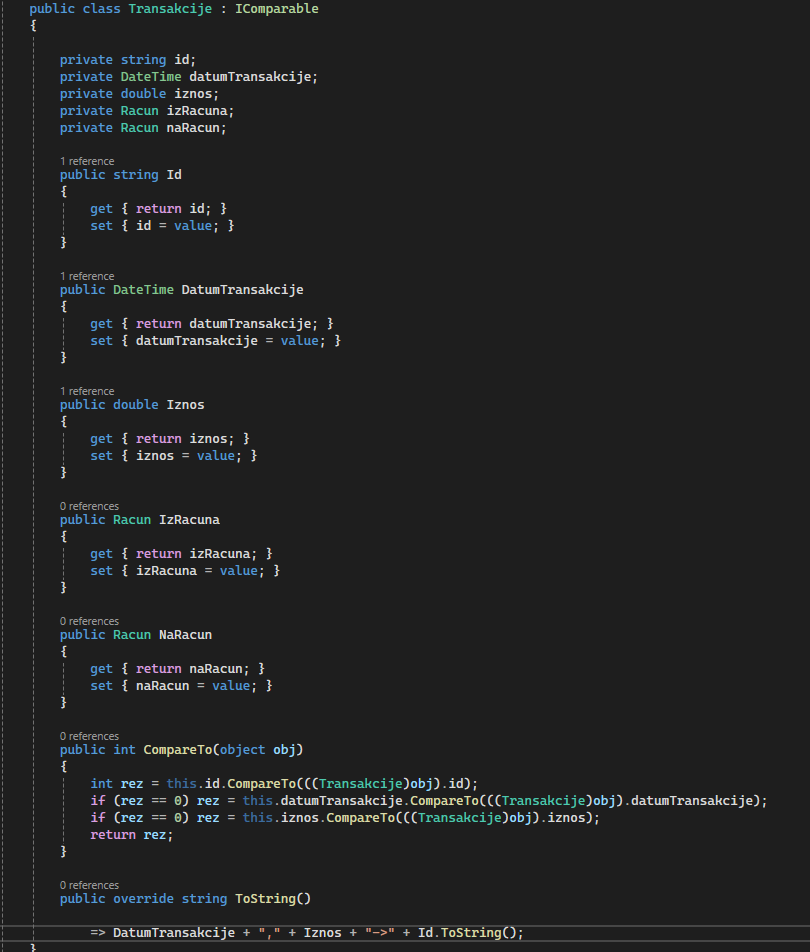 public class Transakcije : IComparable
{
private string id;
private DateTime datumTransakcije;
private double iznos;
private Racun izRacuna;
private Racun naRacun;
1 reference
public string Id
{
get { return id; }
set { id = value; }
}
1 reference
public DateTime DatumTransakcije
{
get { return datumTransakcije; }
set { datumTransakcije = value; }
}
1 reference
public double Iznos
{
get { return iznos; }
set { iznos = value; }
}
0 references
public Racun IzRacuna
{
get { return izRacuna; }
set { izRacuna = value; }
}
0 references
public Racun NaRacun
{
get { return naRacun; }
set { naRacun = value; }
}
0 references
public int CompareTo(object obj)
{
int rez = this.id.CompareTo(((Transakcije)obj).id);
if (rez == 0) rez = this.datumTransakcije.CompareTo(((Transakcije)obj).datumTransakcije);
if (rez == 0) rez = this.iznos.CompareTo(((Transakcije)obj).iznos);
return rez;
}
0 references
public override string ToString()
=> DatumTransakcije + "," + Iznos + "->" + Id.ToString();
}